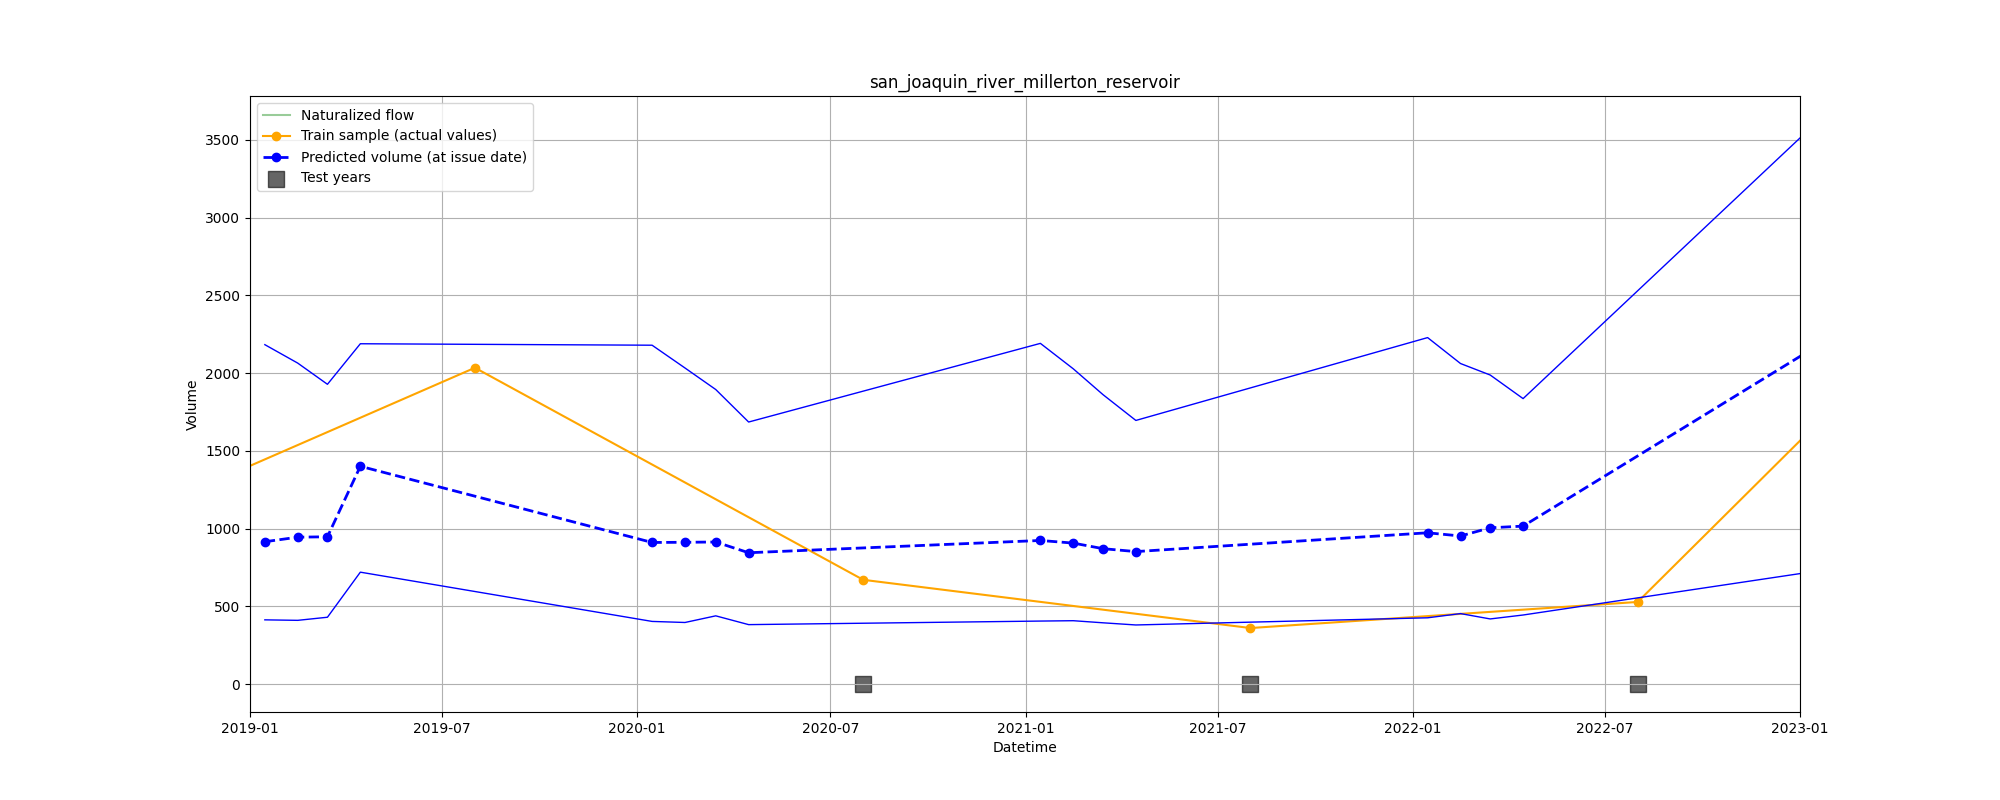 san_joaquin_river_millerton_reservoir
Naturalized flow
Train sample (actual values)
Predicted volume (at issue date)
Test years
3500
3000
2500
2000
1500
1000
500
0
Volume
2019-01
2019-07
2020-01
2020-07
2021-01
2021-07
2022-01
2022-07
2023-01
Datetime